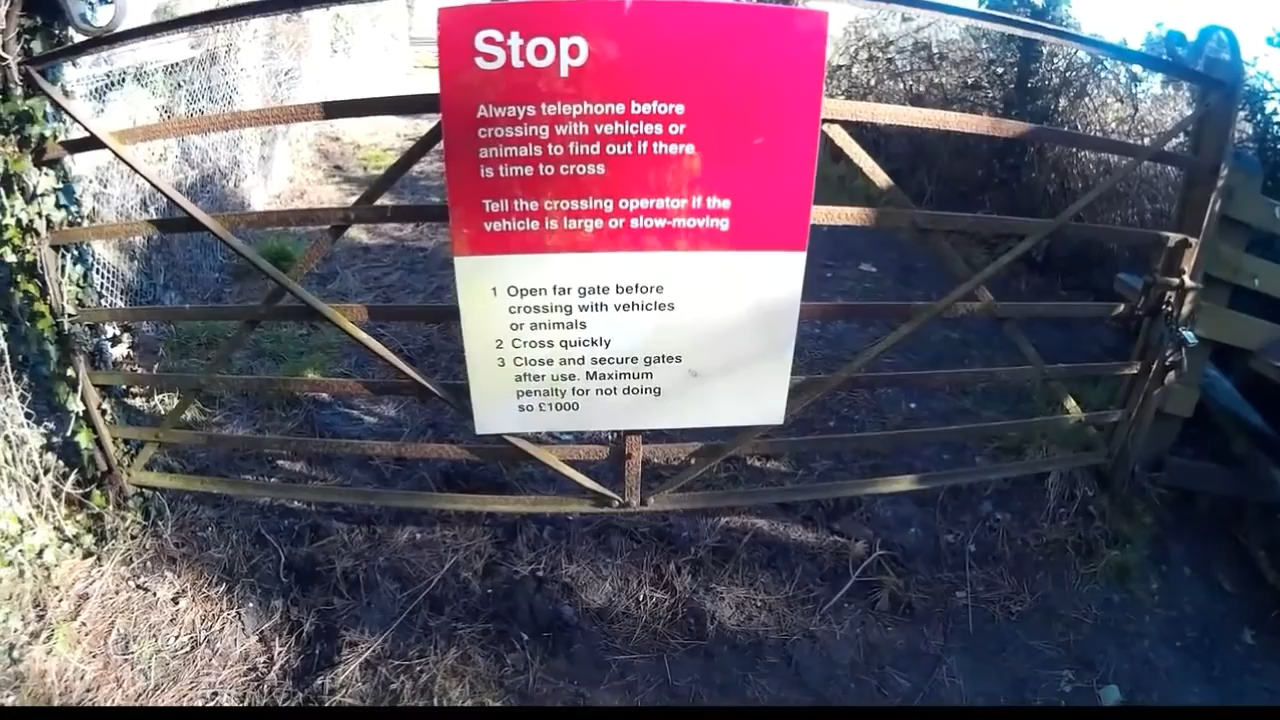 Stop
Always telephone before
crossing with vehicles or
animals to find out if there
is time to cross
Tell the crossing operator if the
vehicle is large or slow-moving
1 Open far gate before
crossing with vehicles
or animals
2 Cross quickly
3 Close and secure gates
after use. Maximum
penalty for not doing
so £1000